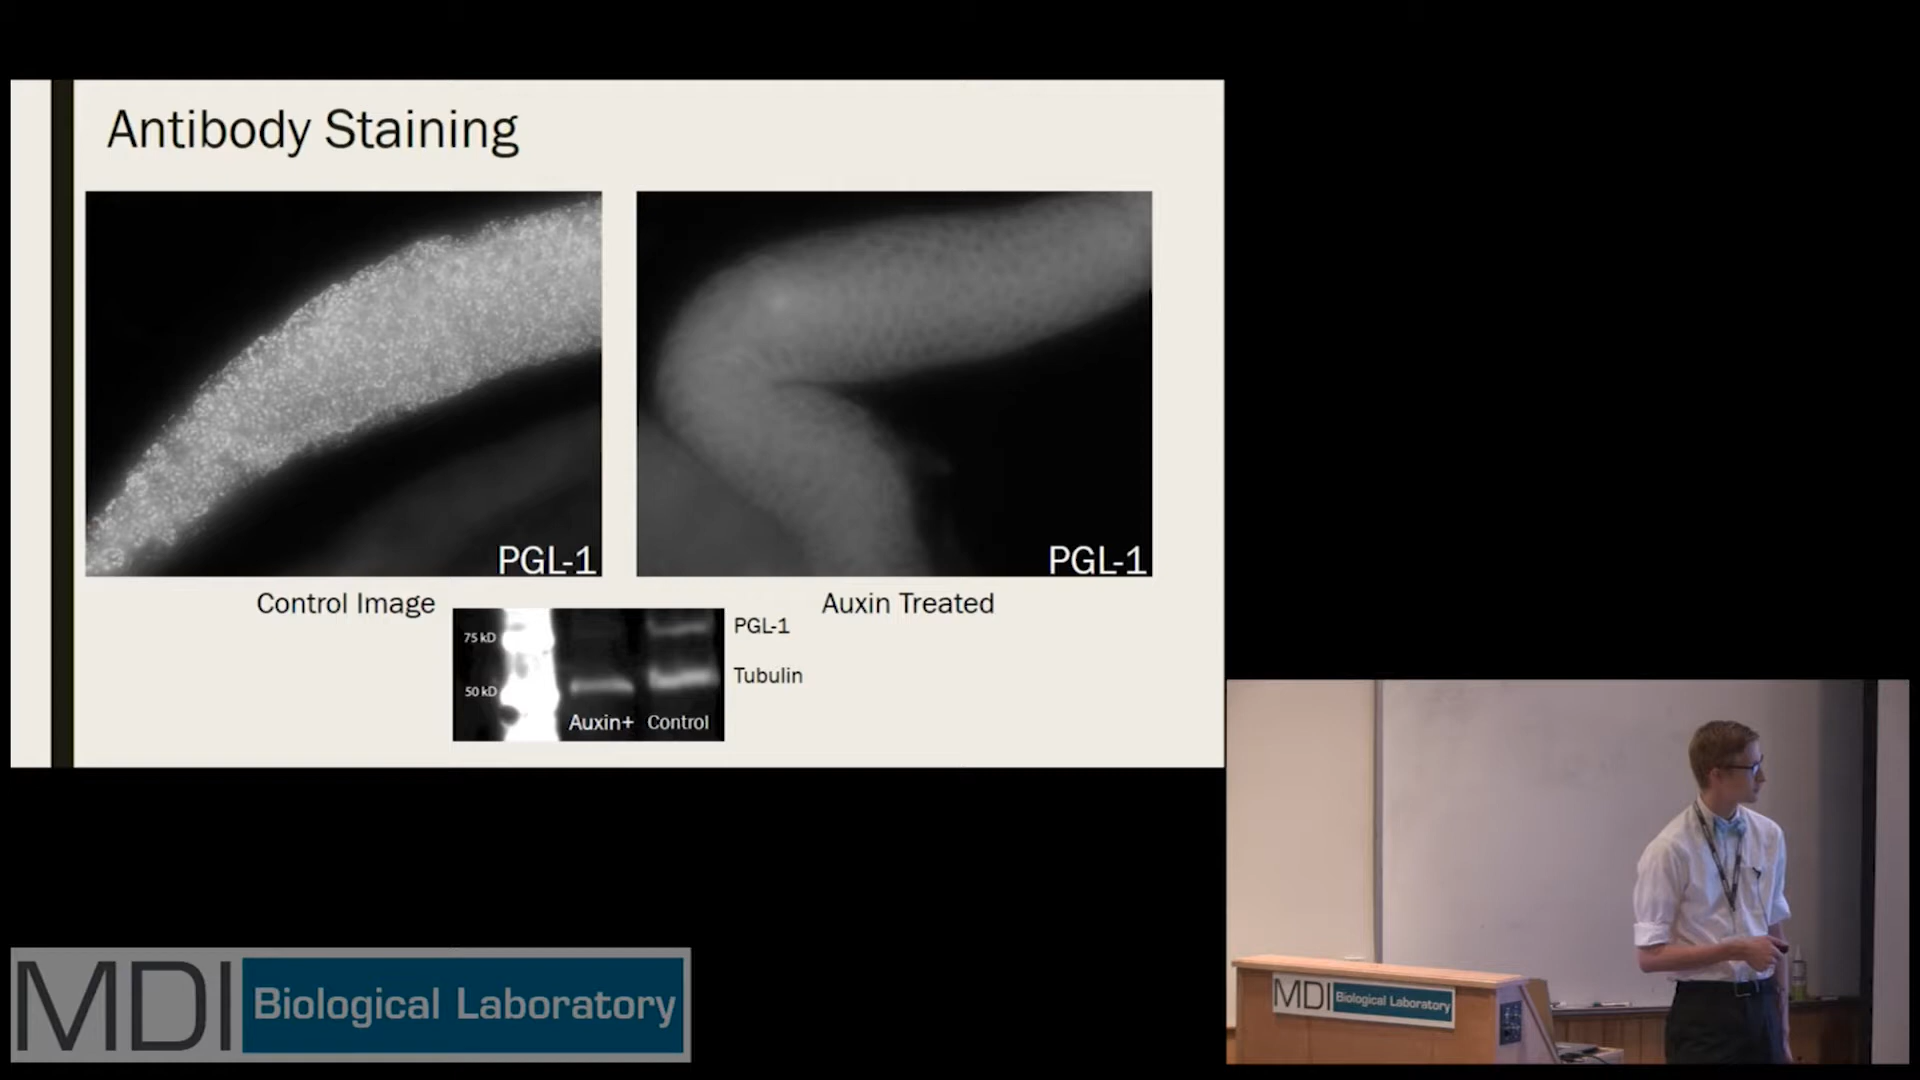 Antibody Staining
PGL-1
PGL-1
Control Image
Auxin Treated
75 kD
50 kD
Auxin+ Control
PGL-1
Tubulin
MDI Biological Laboratory
MDI Biological Laboratory